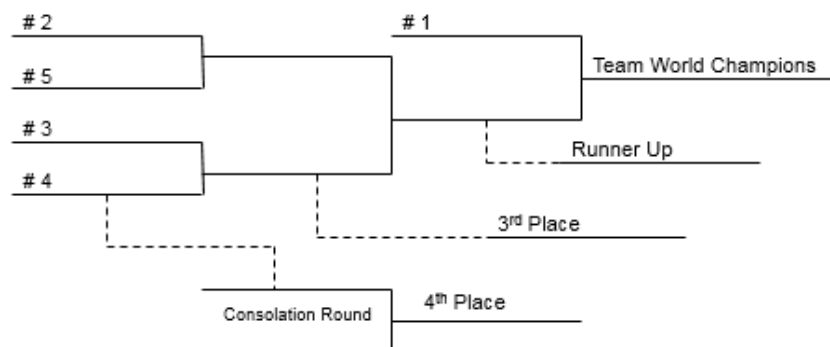 # 2
# 1
Team World Champions
# 5
# 3
Runner Up
# 4
3rd Place
4th Place
Consolation Round